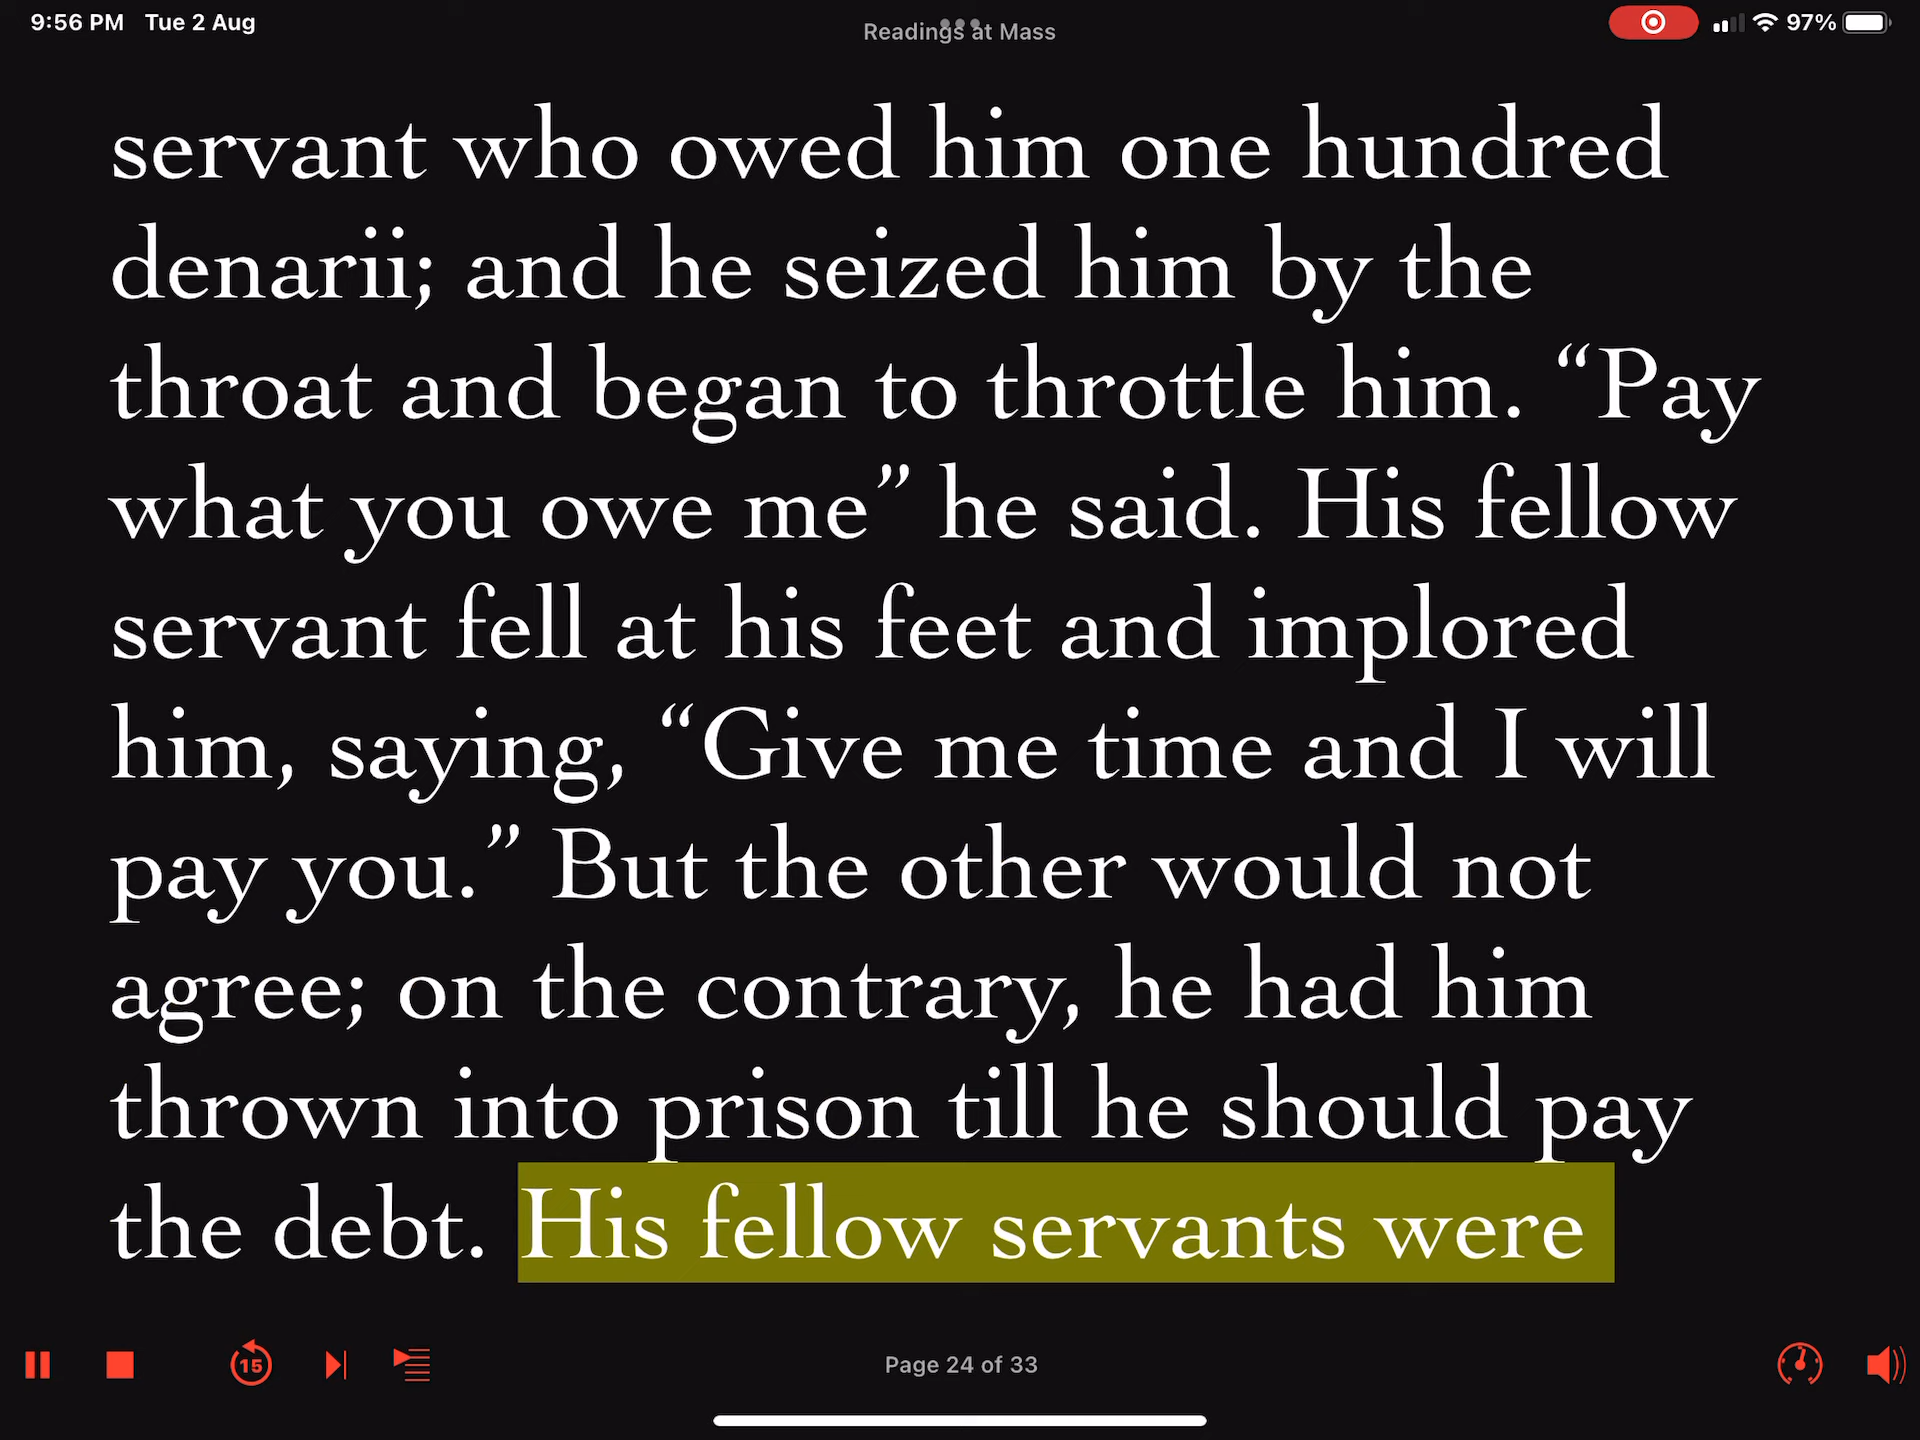 9:56 PM Tue 2 Aug
Readings at Mass
97%
servant who owed him one hundred
denarii; and he seized him by the
throat and began to throttle him. “Pay
what you owe me” he said. His fellow
servant fell at his feet and implored
him, saying, “Give me time and I will
pay you.” But the other would not
agree; on the contrary, he had him
thrown into prison till he should pay
the debt. His fellow servants were
15
Page 24 of 33